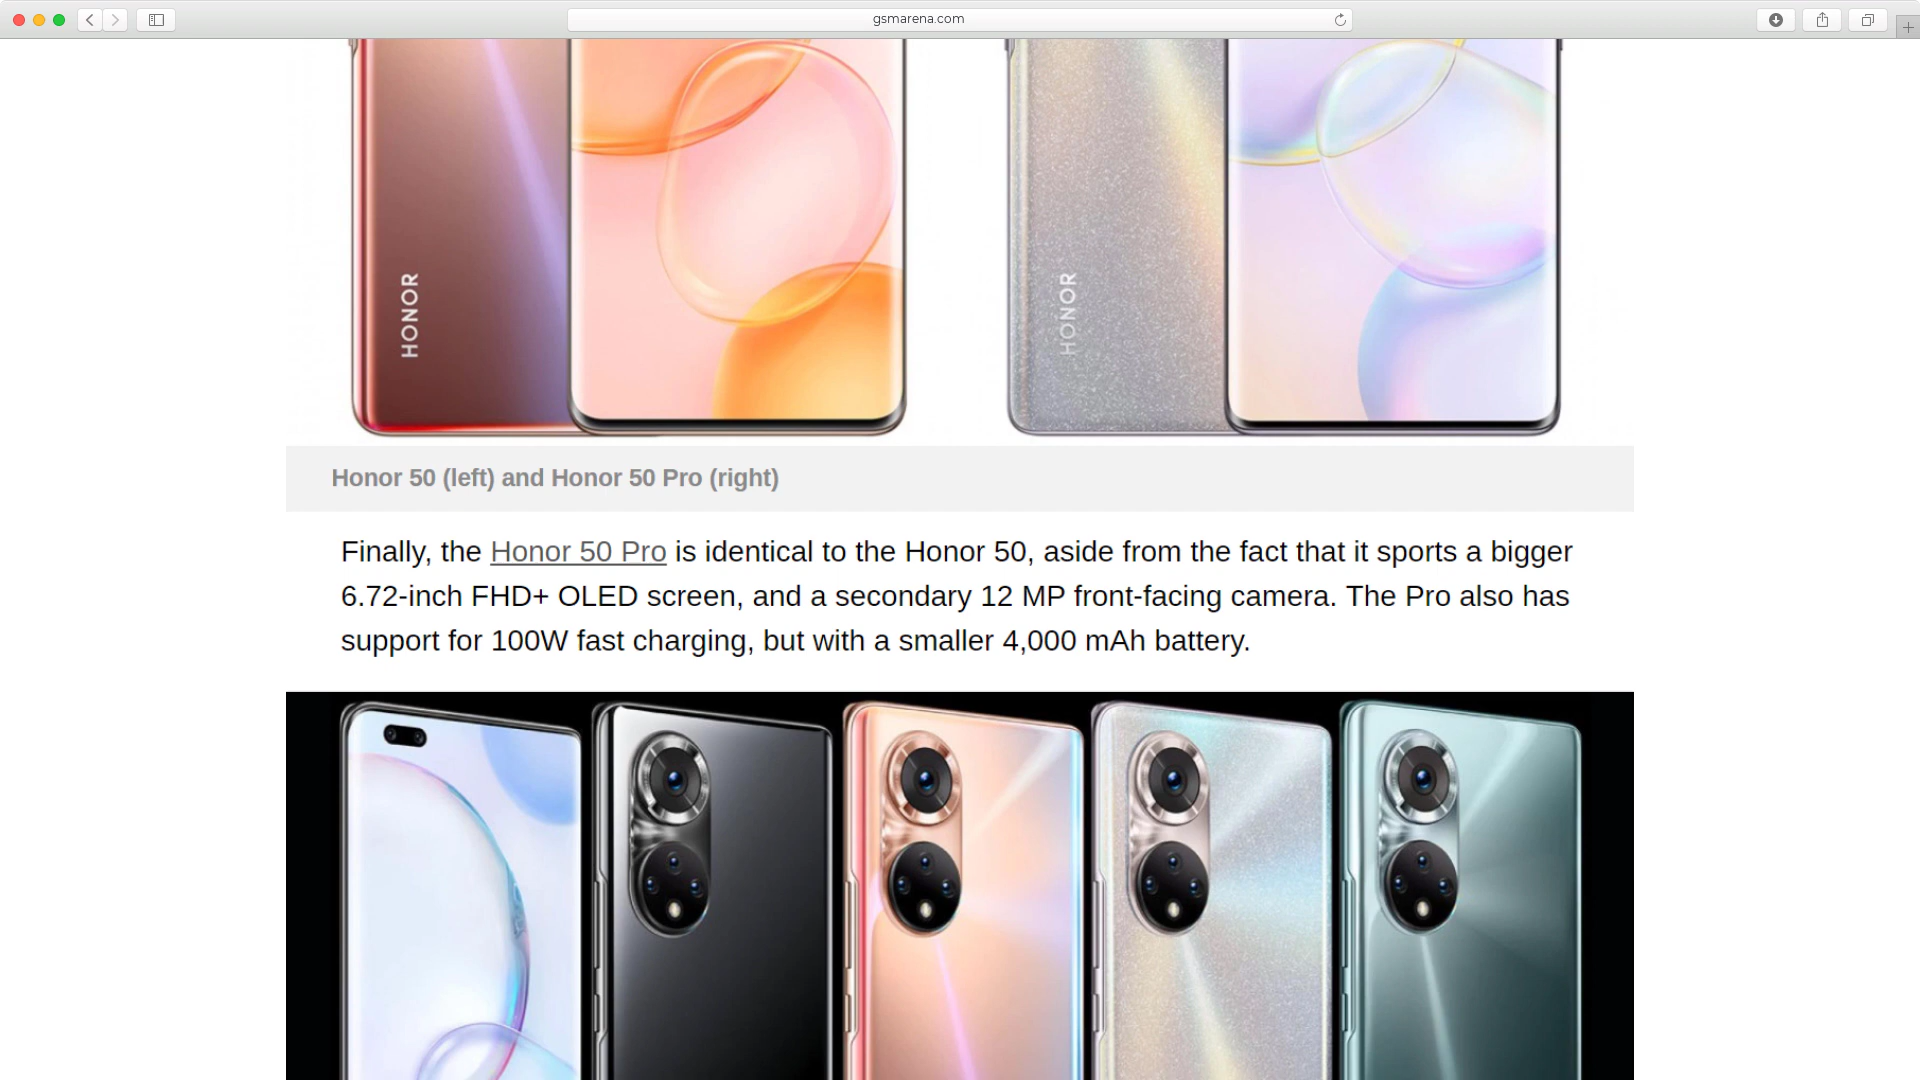 gsmarena.com
HONOR
HONOR
Honor 50 (left) and Honor 50 Pro (right)
Finally, the Honor 50 Pro is identical to the Honor 50, aside from the fact that it sports a bigger
6.72-inch FHD+ OLED screen, and a secondary 12 MP front-facing camera. The Pro also has
support for 100W fast charging, but with a smaller 4,000 mAh battery.